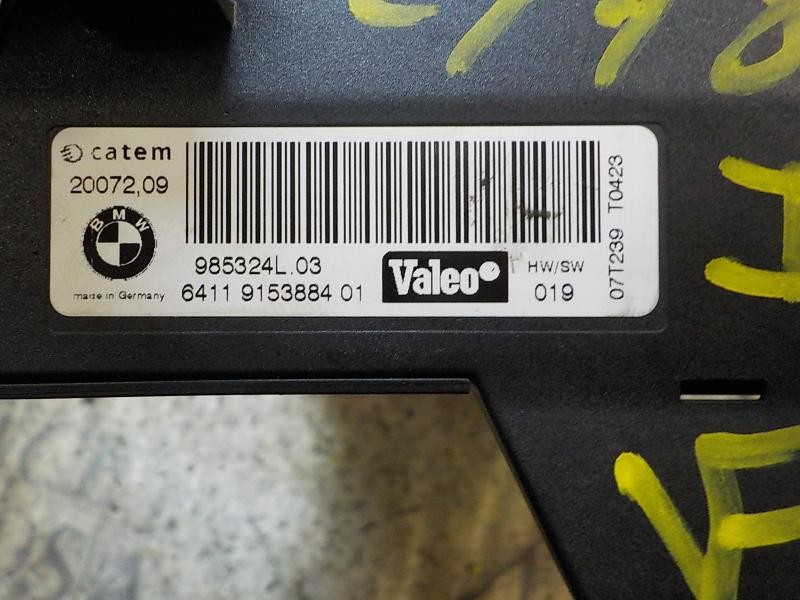 catem
20072,09
BMW
made in Germany
985324L.03
6411 9153884 01
Valeo
HW/SW
019
07T239 T0423